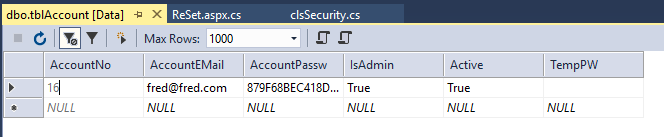 dbo.tblAccount [Data] ReSet.aspx.cs clsSecurity.cs
Max Rows: 1000
AccountNo AccountEMail AccountPassw IsAdmin Active TempPW
16 fred@fred.com 879F68BEC418D... True True
NULL NULL NULL NULL NULL NULL